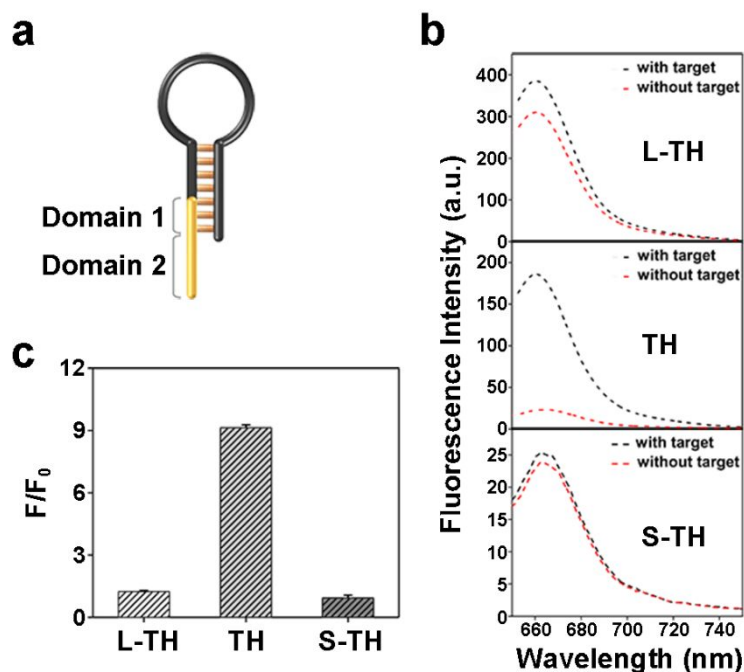 a
Domain 1
Domain 2
b
Fluorescence Intensity (a.u.)
400
300
200
100
0
with target
without target
L-TH
200
150
100
50
0
with target
without target
TH
25
20
15
10
5
0
with target
without target
S-TH
660 680 700 720 740
Wavelength (nm)
c
F/F₀
12
9
6
3
0
L-TH TH S-TH